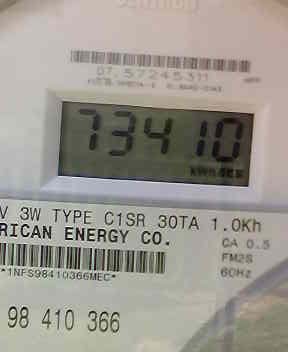 07.57245311
73410
V 3W TYPE C1SR 30TA 1.0Kh
RICAN ENERGY CO.
CA 0.5
FM2S
60Hz
*1NFS98410366MEC*
98 410 366